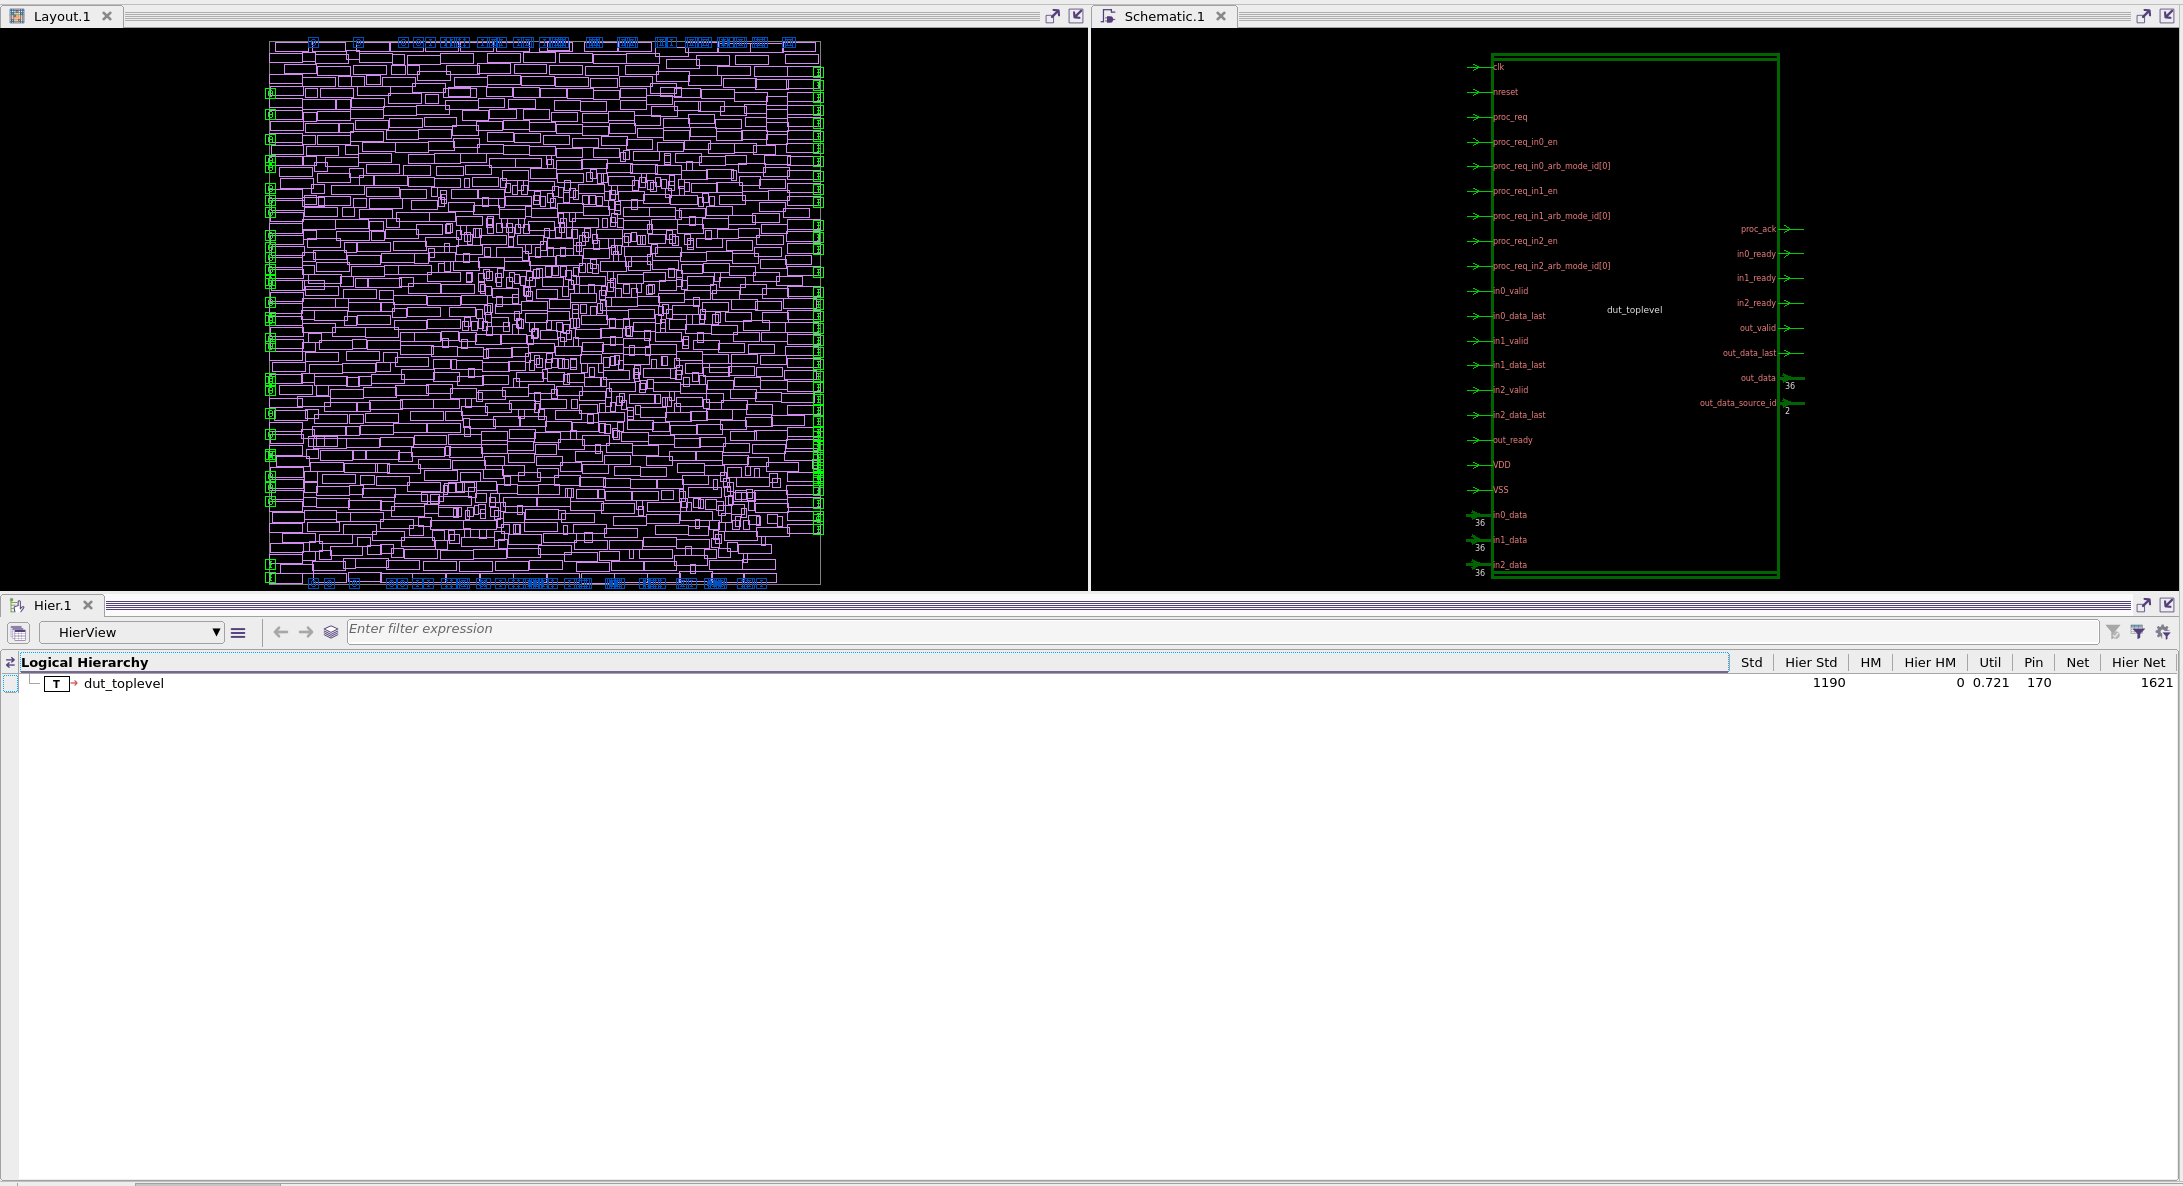 Layout.1
Schematic.1
clk
nreset
proc_req
proc_req_in0_en
proc_req_in0_arb_mode_id[0]
proc_req_in1_en
proc_req_in1_arb_mode_id[0]
proc_req_in2_en
proc_req_in2_arb_mode_id[0]
in0_valid
in0_data_last
in1_valid
in1_data_last
in2_valid
in2_data_last
out_ready
VDD
VSS
in0_data
36
in1_data
36
in2_data
36
dut_toplevel
proc_ack
in0_ready
in1_ready
in2_ready
out_valid
out_data_last
out_data
36
out_data_source_id
2
Hier.1
HierView
Enter filter expression
Logical Hierarchy Std Hier Std HM Hier HM Util Pin Net Hier Net
T dut_toplevel 1190 0 0.721 170 1621